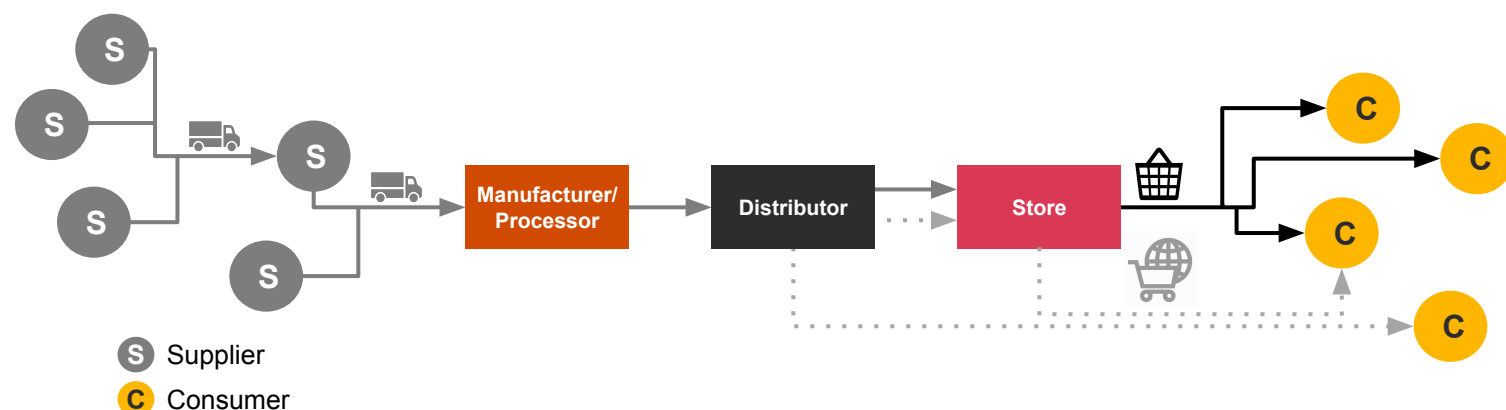 S
S
S
S
S
Manufacturer/
Processor
Distributor
Store
C
C
C
C
S Supplier
C Consumer